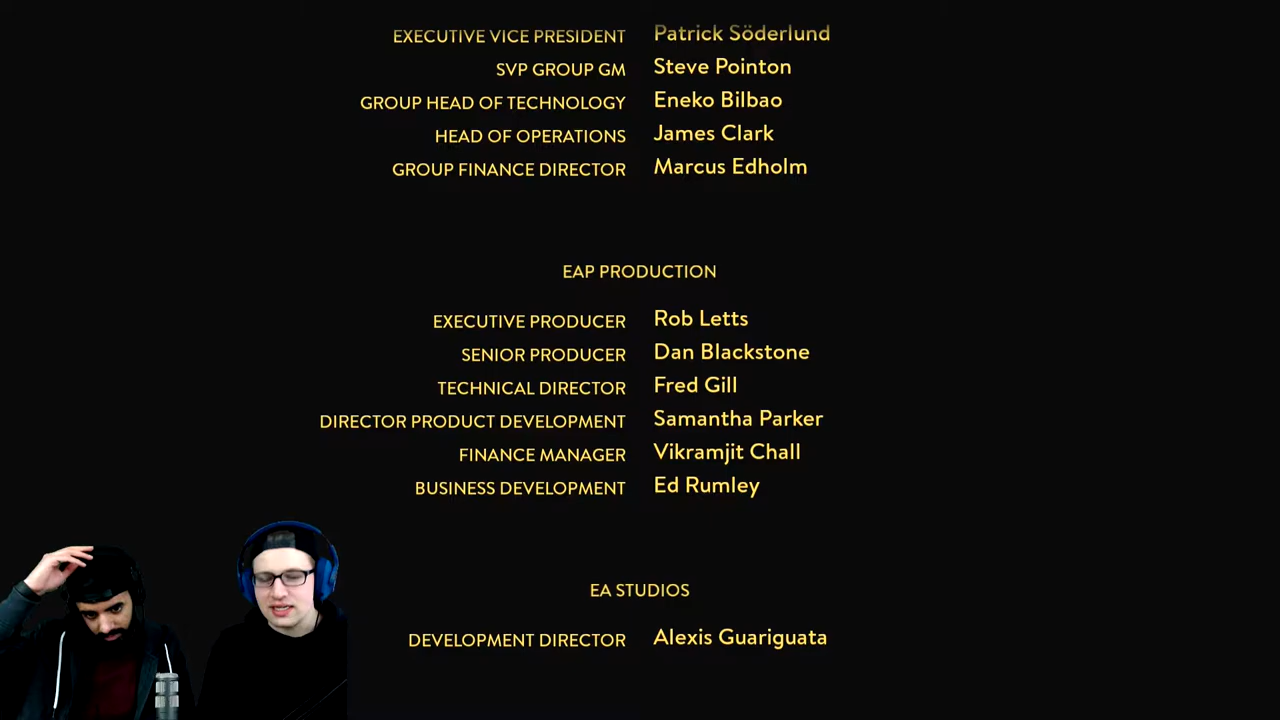 EXECUTIVE VICE PRESIDENT Patrick Söderlund
SVP GROUP GM Steve Pointon
GROUP HEAD OF TECHNOLOGY Eneko Bilbao
HEAD OF OPERATIONS James Clark
GROUP FINANCE DIRECTOR Marcus Edholm
EAP PRODUCTION
EXECUTIVE PRODUCER Rob Letts
SENIOR PRODUCER Dan Blackstone
TECHNICAL DIRECTOR Fred Gill
DIRECTOR PRODUCT DEVELOPMENT Samantha Parker
FINANCE MANAGER Vikramjit Chall
BUSINESS DEVELOPMENT Ed Rumley
EA STUDIOS
DEVELOPMENT DIRECTOR Alexis Guariguata